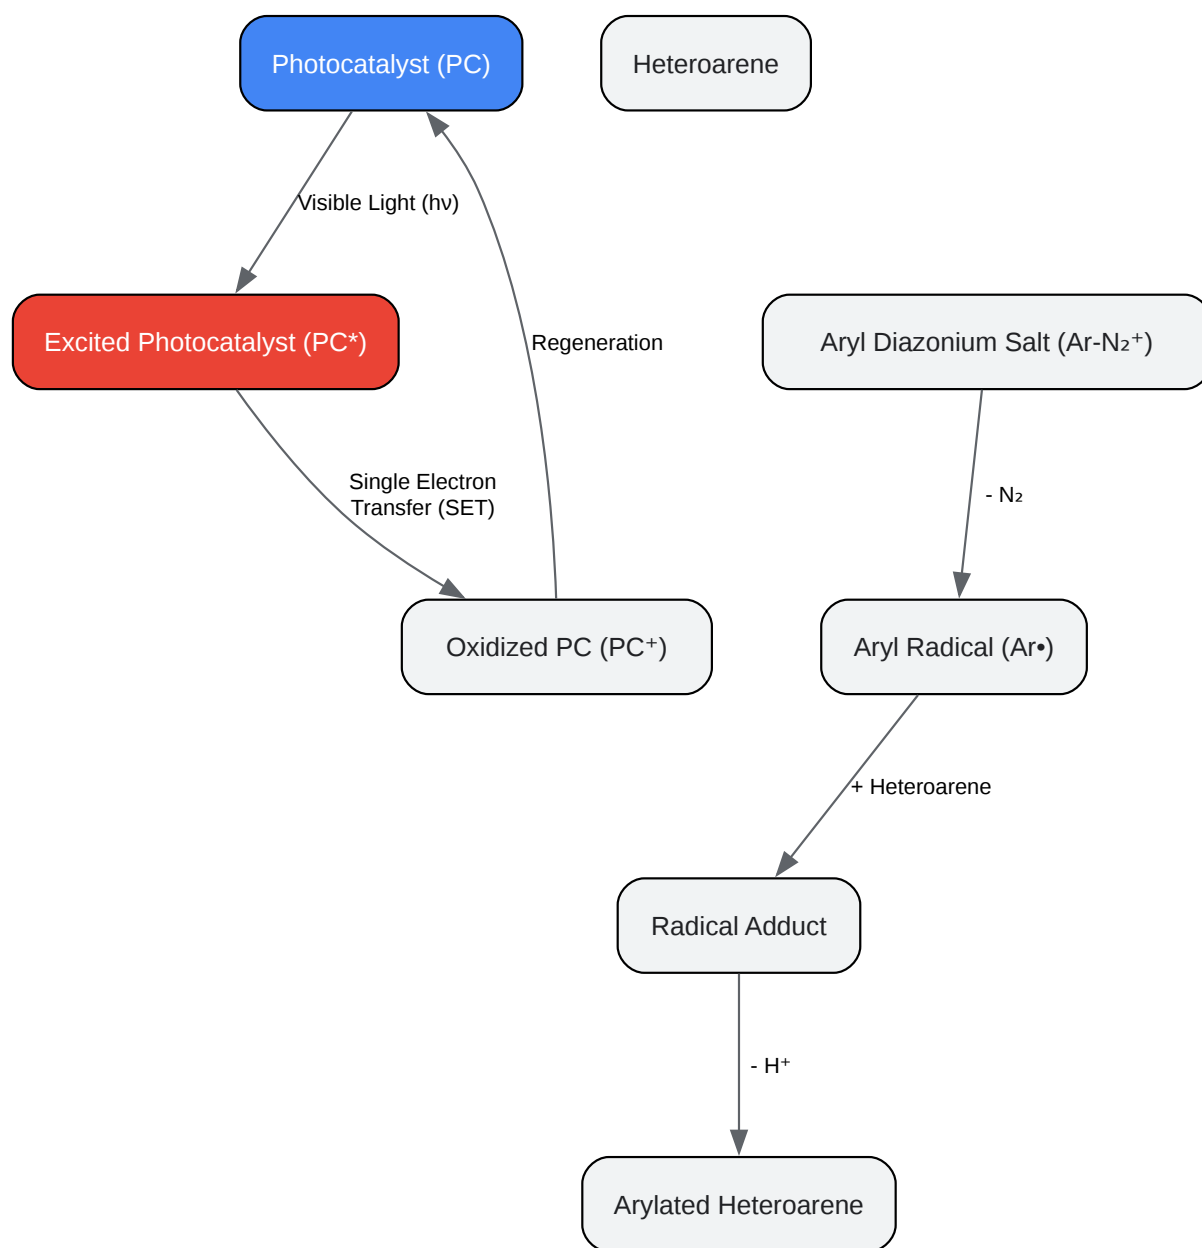 Photocatalyst (PC)
Heteroarene
Visible Light (hν)
Excited Photocatalyst (PC*)
Regeneration
Aryl Diazonium Salt (Ar-N₂⁺)
Single Electron
Transfer (SET)
- N₂
Oxidized PC (PC⁺)
Aryl Radical (Ar•)
+ Heteroarene
Radical Adduct
- H⁺
Arylated Heteroarene